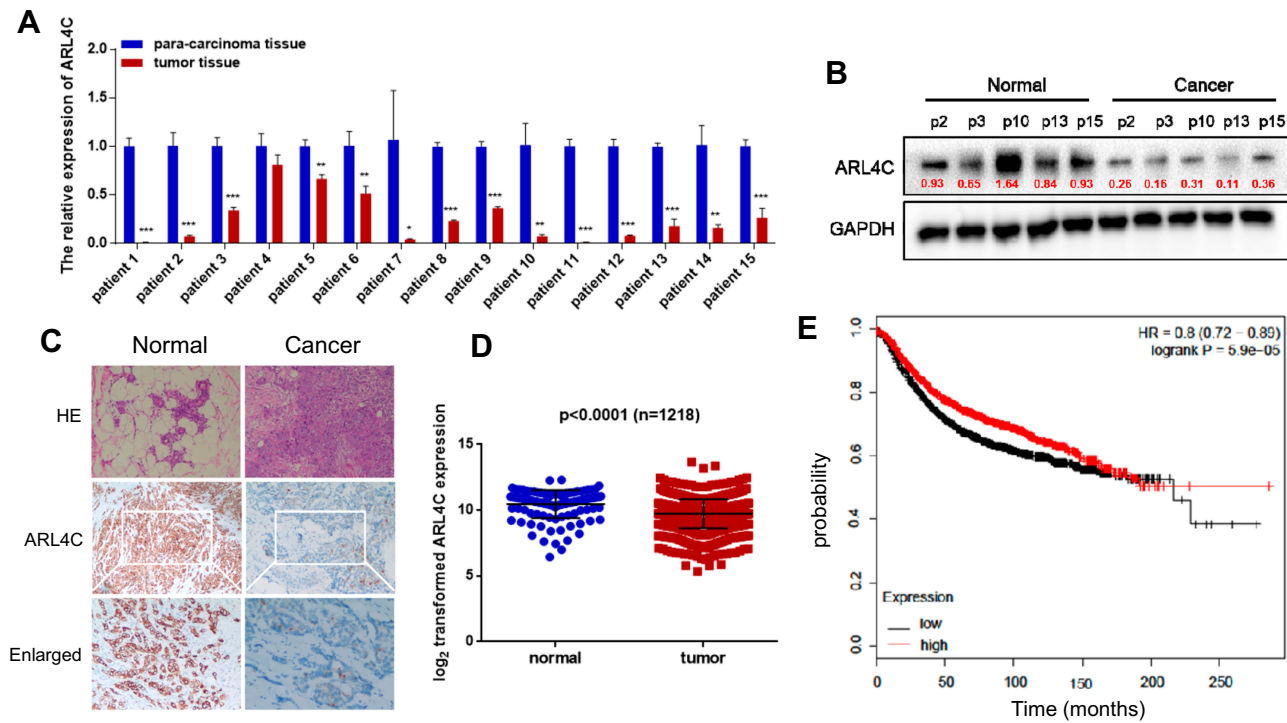 A
The relative expression of ARL4C
para-carcinoma tissue
tumor tissue
2.0
1.5
1.0
0.5
0.0
*** *** *** ** ** * *** *** ** *** *** *** ** ***
patient 1 patient 2 patient 3 patient 4 patient 5 patient 6 patient 7 patient 8 patient 9 patient 10 patient 11 patient 12 patient 13 patient 14 patient 15
B
Normal Cancer
p2 p3 p10 p13 p15 p2 p3 p10 p13 p15
ARL4C
0.93 0.65 1.64 0.84 0.93 0.26 0.16 0.31 0.11 0.36
GAPDH
C
Normal Cancer
HE
ARL4C
Enlarged
D
p<0.0001 (n=1218)
log2 transformed ARL4C expression
15
10
5
0
normal tumor
E
HR = 0.8 (0.72 − 0.89)
logrank P = 5.9e−05
probability
1.0
0.8
0.6
0.4
0.2
0.0
Expression
low
high
0 50 100 150 200 250
Time (months)